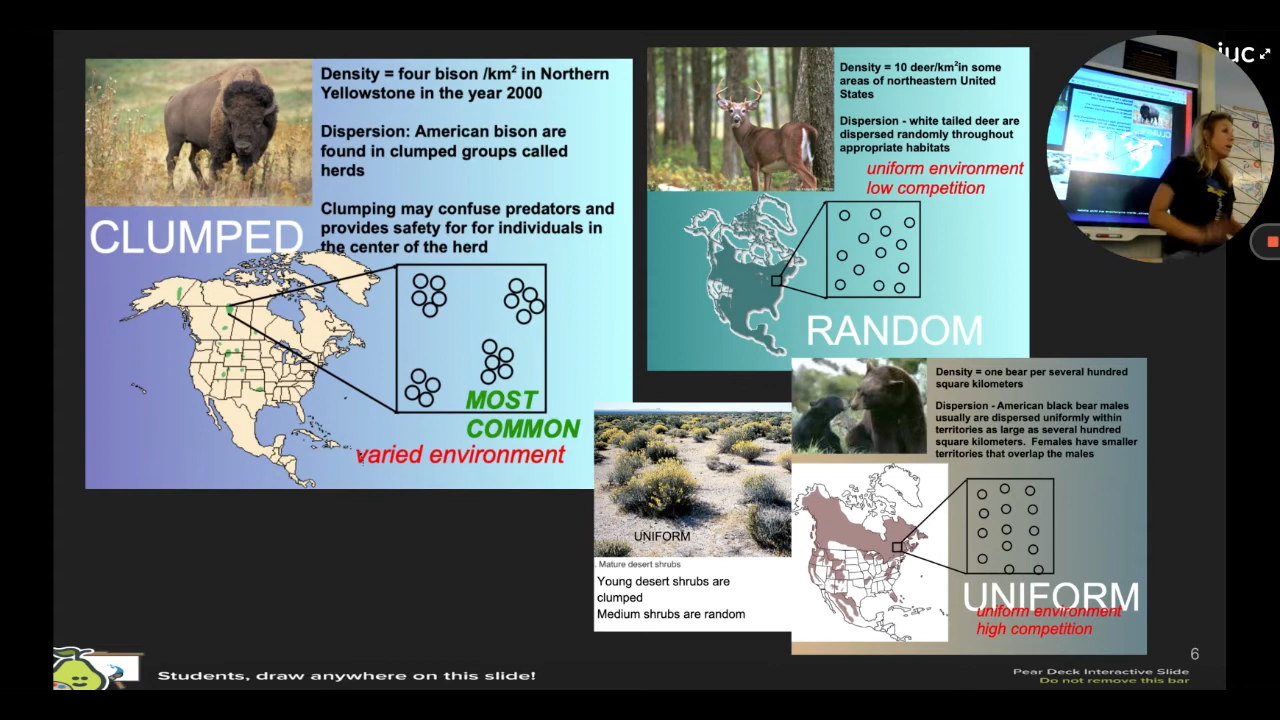 Density = four bison /km² in Northern
Yellowstone in the year 2000
Dispersion: American bison are
found in clumped groups called
herds
Clumping may confuse predators and
provides safety for for individuals in
the center of the herd
CLUMPED
MOST
COMMON
varied environment
Density = 10 deer/km²in some
areas of northeastern United
States
Dispersion - white tailed deer are
dispersed randomly throughout
appropriate habitats
uniform environment
low competition
RANDOM
UNIFORM
. Mature desert shrubs
Young desert shrubs are
clumped
Medium shrubs are random
Density = one bear per several hundred
square kilometers
Dispersion - American black bear males
usually are dispersed uniformly within
territories as large as several hundred
square kilometers. Females have smaller
territories that overlap the males
UNIFORM
uniform environment
high competition
6
Students, draw anywhere on this slide!
Pear Deck Interactive Slide
Do not remove this bar